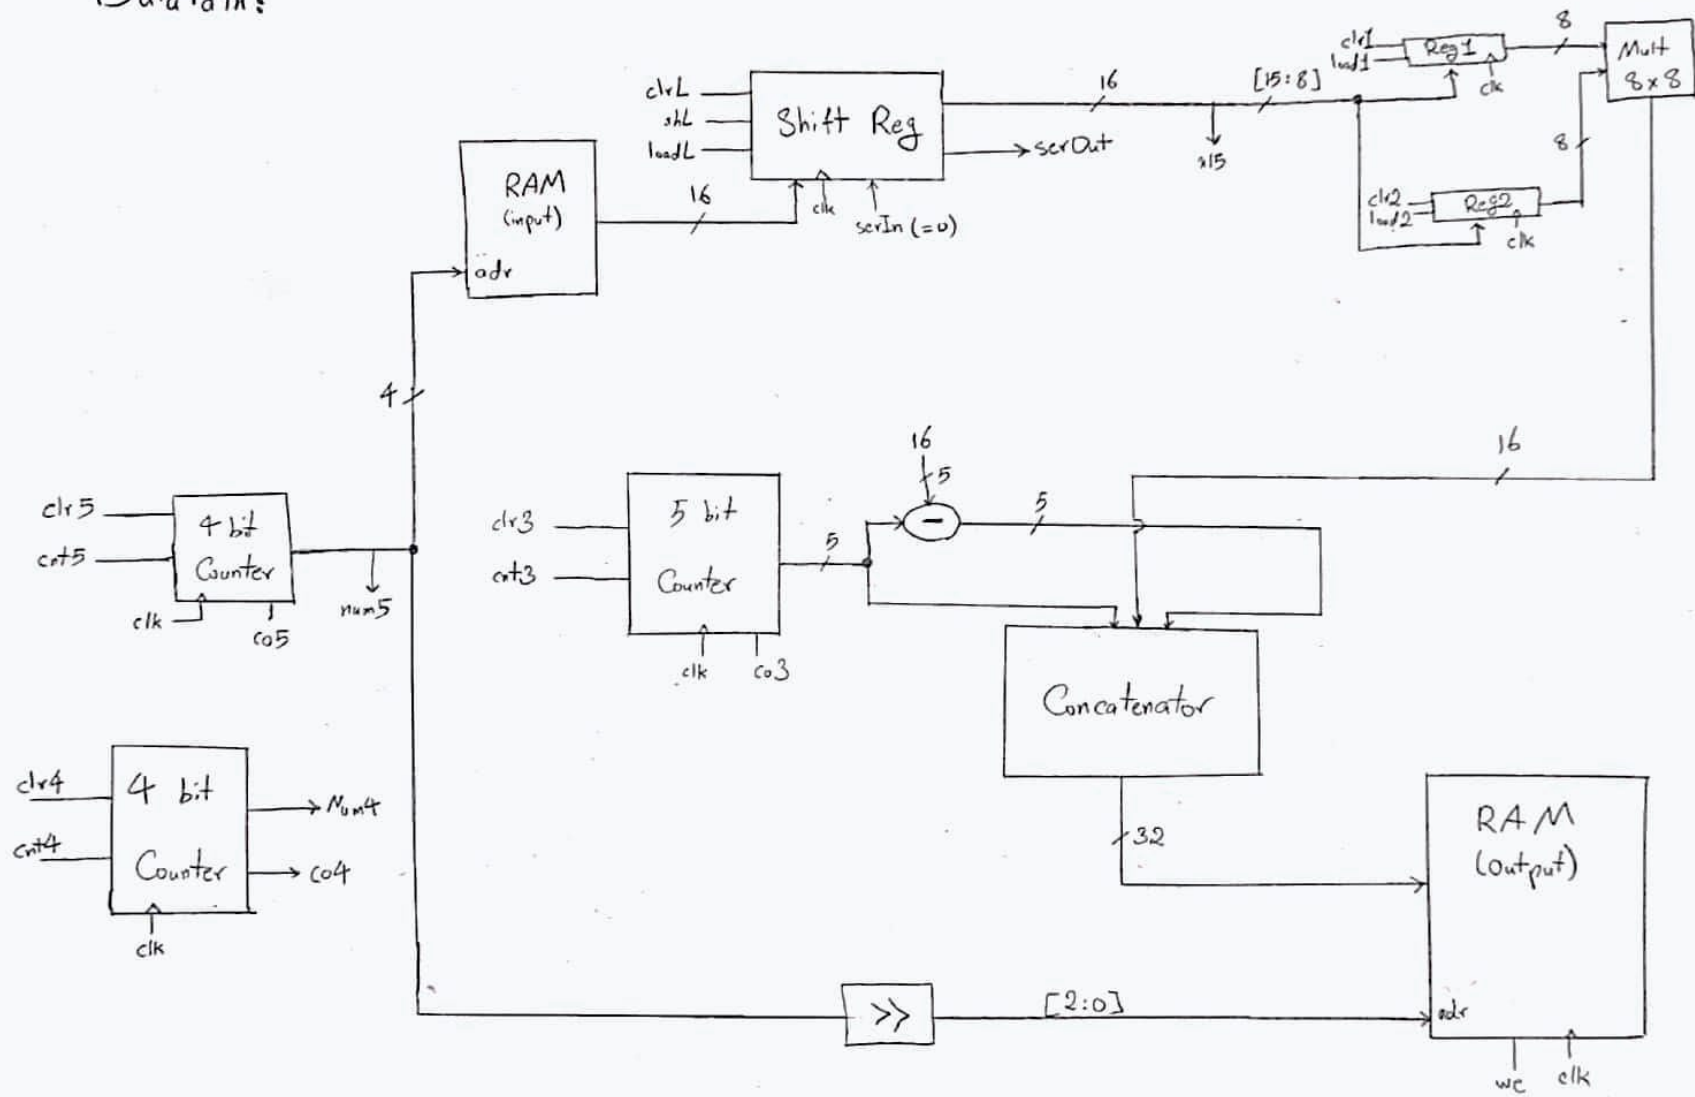 clr1
load1
Reg1
clk
8
Mult
8x8
clrL
shL
loadL
Shift Reg
16
[15:8]
serOut
x15
clk
serIn (=0)
8
clr2
load2
Reg2
clk
RAM
(input)
adr
16
4
16
5
16
clr5
cnt5
4 bit
Counter
clk
co5
num5
clr3
cnt3
5 bit
Counter
clk
co3
5
-
5
Concatenator
32
clr4
cnt4
4 bit
Counter
Num4
co4
clk
>>
[2:0]
RAM
(output)
adr
we
clk